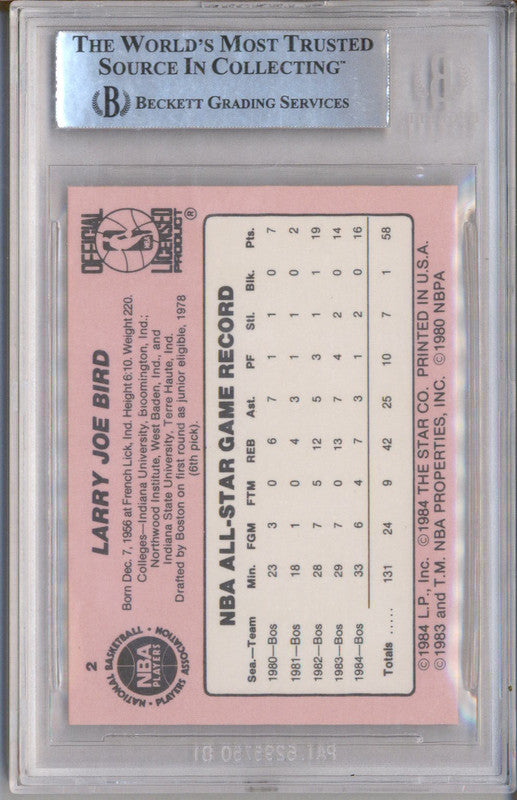 THE WORLD'S MOST TRUSTED
SOURCE IN COLLECTING™
B BECKETT GRADING SERVICES
2
NATIONAL BASKETBALL
NBA
PLAYERS
PLAYERS ASSOCIATION
LARRY JOE BIRD
OFFICIAL
NBA
LICENSED
PRODUCT ®
Born Dec. 7, 1956 at French Lick, Ind. Height 6:10. Weight 220.
Colleges—Indiana University, Bloomington, Ind.;
Northwood Institute, West Baden, Ind., and
Indiana State University, Terre Haute, Ind.
Drafted by Boston on first round as junior eligible, 1978
(6th pick).
NBA ALL-STAR GAME RECORD
Sea.—Team Min. FGM FTM REB Ast. PF Stl. Blk. Pts.
1980—Bos 23 3 0 6 7 1 1 0 7
1981—Bos 18 1 0 4 3 1 1 0 2
1982—Bos 28 7 5 12 5 3 1 1 19
1983—Bos 29 7 0 13 7 4 2 0 14
1984—Bos 33 6 4 7 3 1 2 0 16
Totals ..... 131 24 9 42 25 10 7 1 58
©1984 L.P., Inc. ©1984 THE STAR CO. PRINTED IN U.S.A.
©1983 and T.M. NBA PROPERTIES, INC. ©1980 NBPA